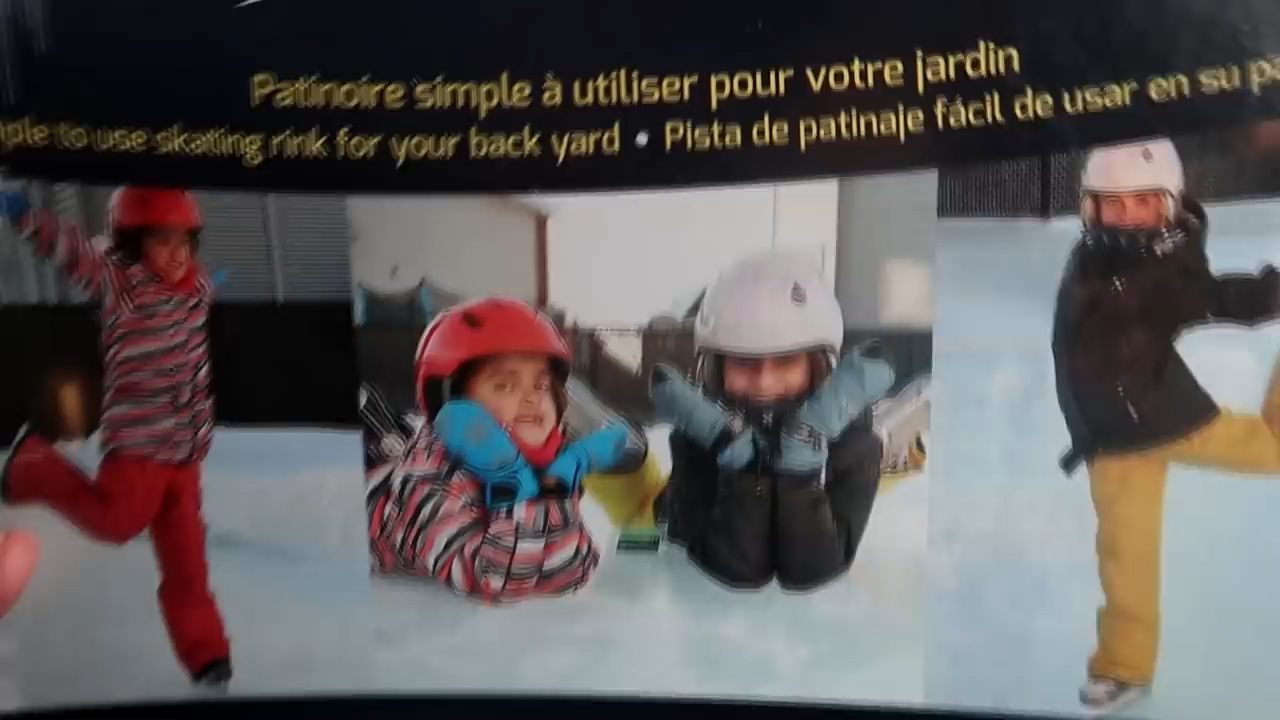 Patinoire simple à utiliser pour votre jardin
to use skating rink for your back yard • Pista de patinaje fácil de usar en su